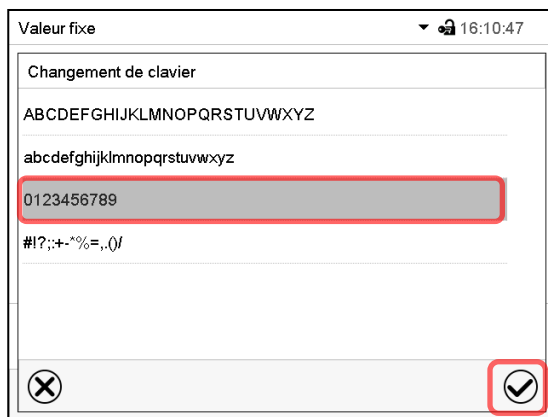 Valeur fixe 16:10:47
Changement de clavier
ABCDEFGHIJKLMNOPQRSTUVWXYZ
abcdefghijklmnopqrstuvwxyz
0123456789
#!?;:+-*%=,.()/